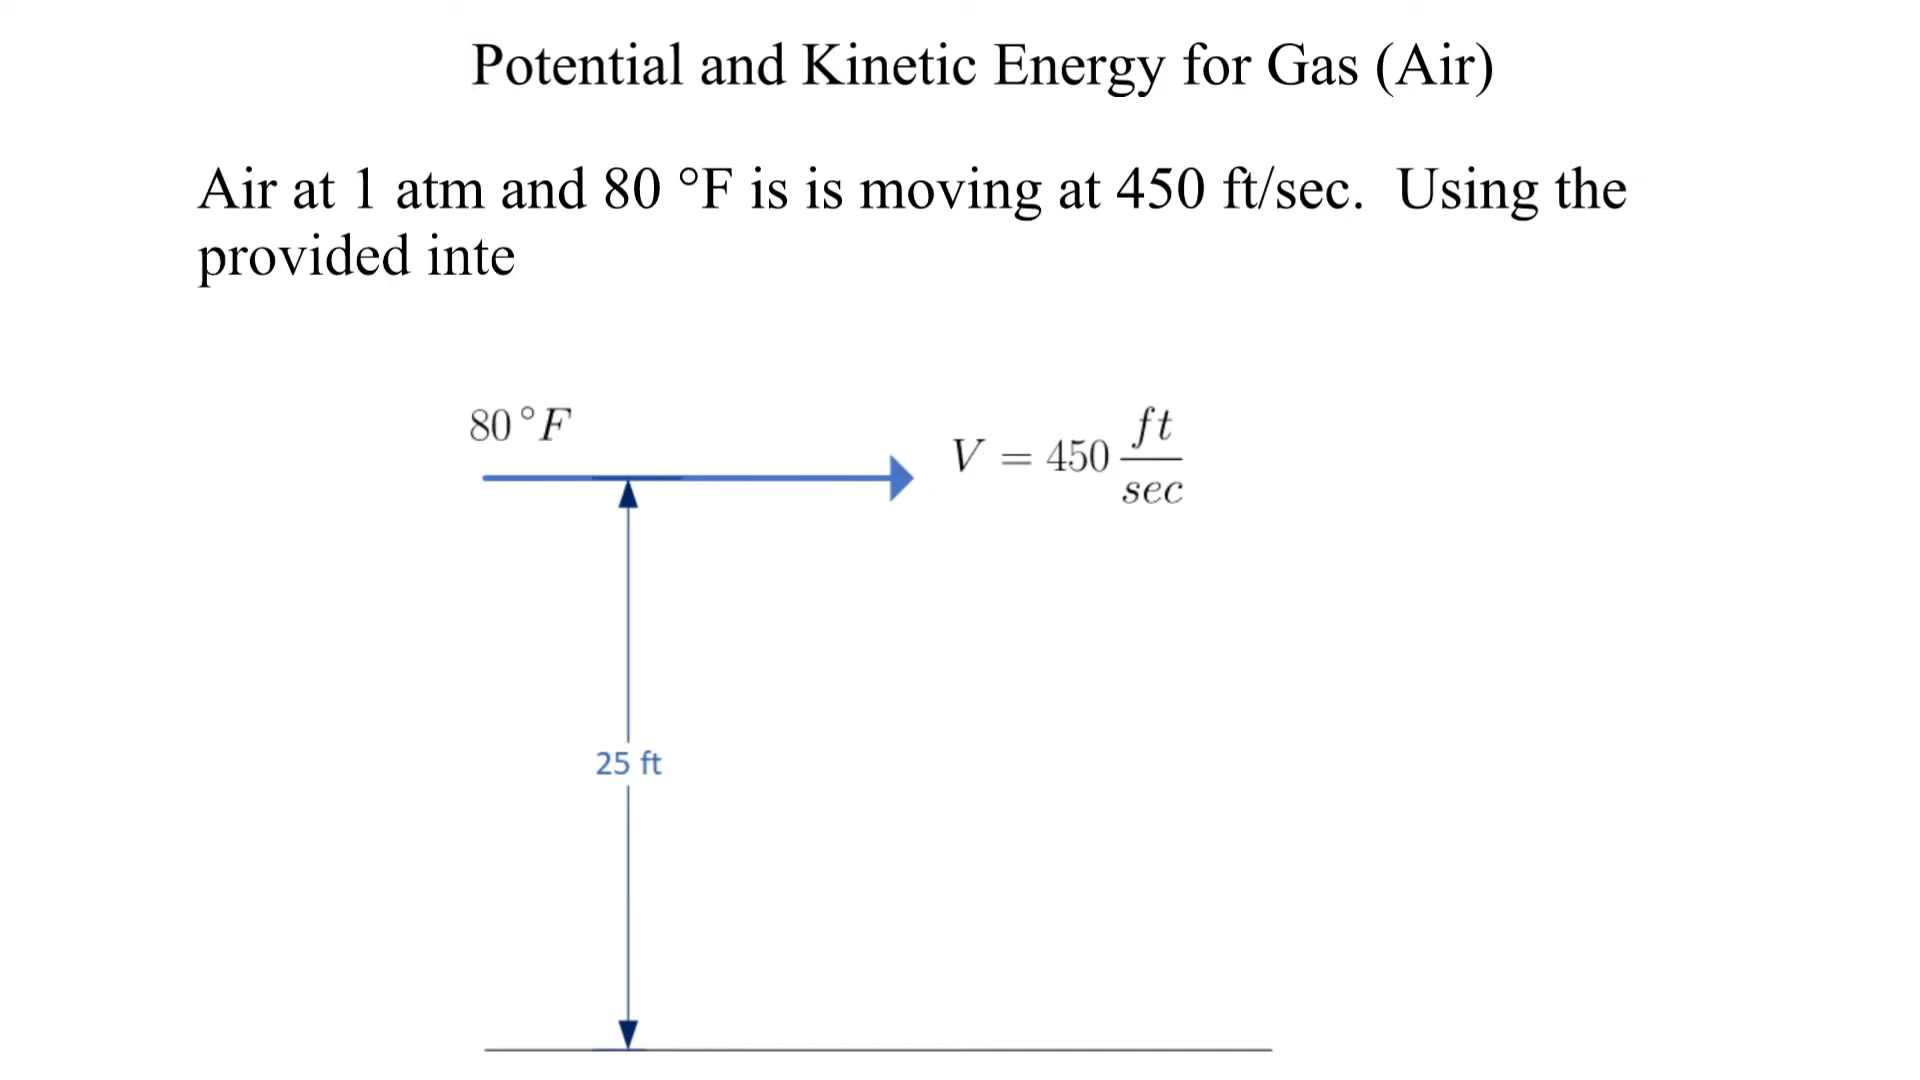 Potential and Kinetic Energy for Gas (Air)
Air at 1 atm and 80 °F is is moving at 450 ft/sec.  Using the
provided inte
80°F
V = 450 ft/sec
25 ft